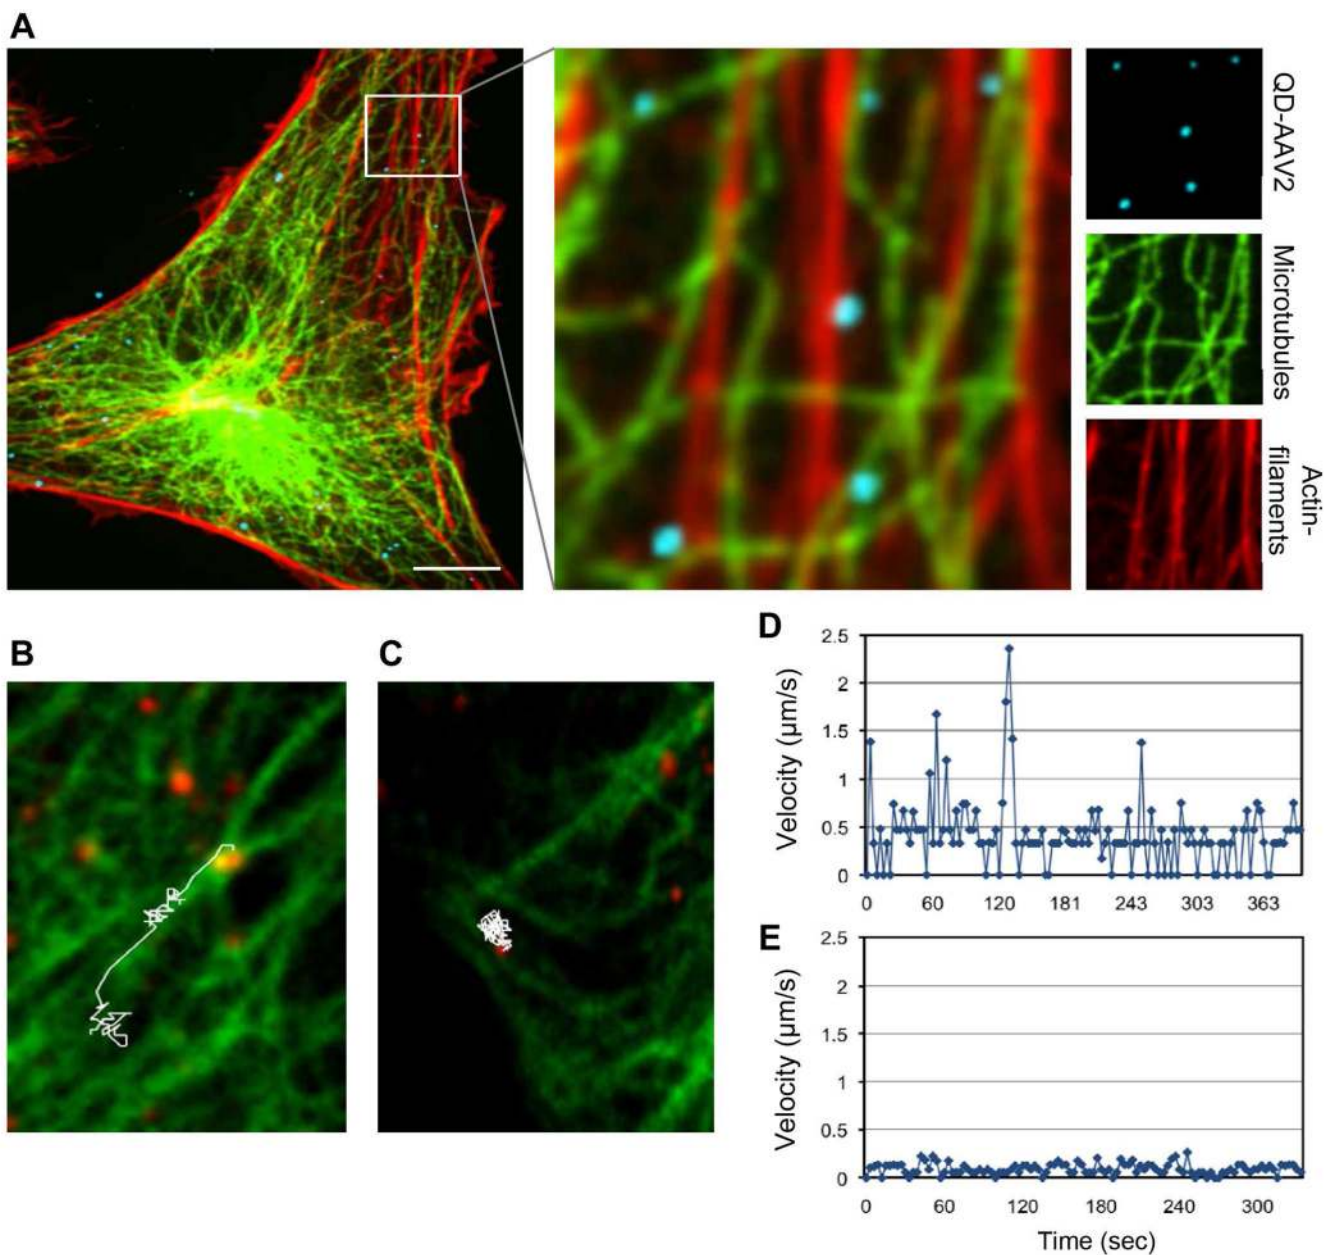 A
QD-AAV2
Microtubules
Actin-
filaments
B
C
D
Velocity (µm/s)
2.5
2
1.5
1
0.5
0
0 60 120 181 243 303 363
E
Velocity (µm/s)
2.5
2
1.5
1
0.5
0
0 60 120 180 240 300
Time (sec)